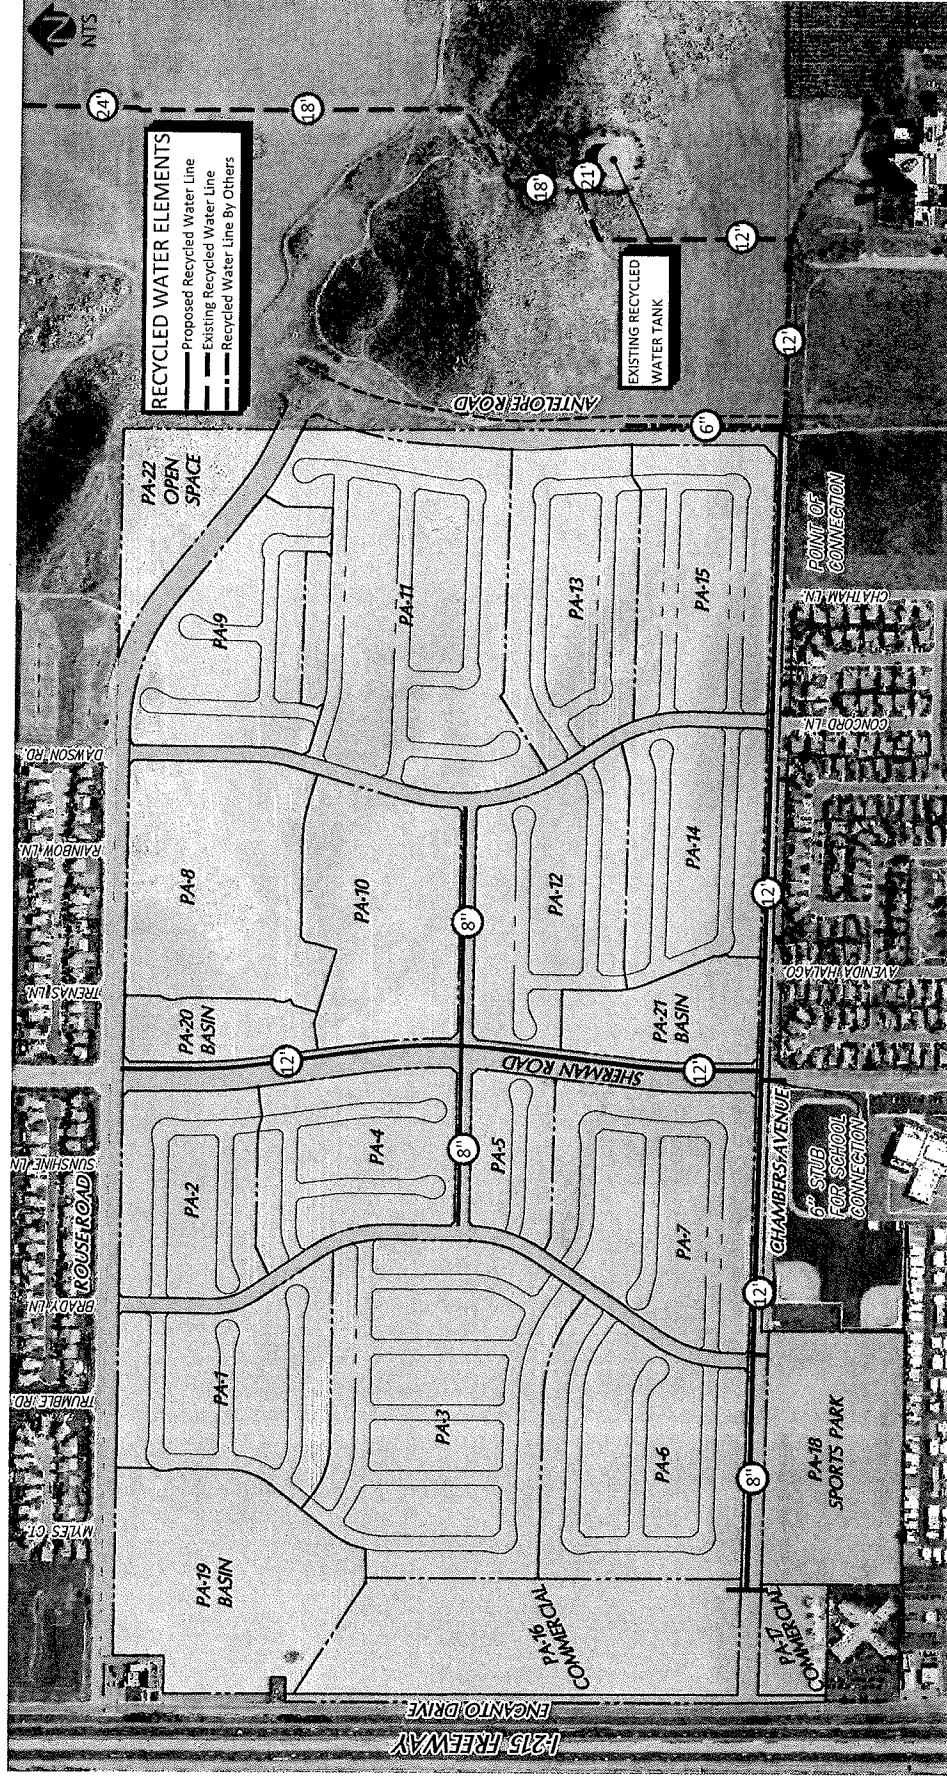 NTS
N
24'
18'
RECYCLED WATER ELEMENTS
Proposed Recycled Water Line
Existing Recycled Water Line
Recycled Water Line By Others
18'
21'
12"
EXISTING RECYCLED
WATER TANK
12'
ANTELOPE ROAD
6"
POINT OF
CONNECTION
PA-22
OPEN
SPACE
PA-9
PA-11
PA-13
PA-15
CHATHAM LN.
CONCORD LN.
DAWSON RD.
RAINBOW LN.
TRENAS LN.
PA-8
PA-10
8"
PA-12
PA-14
12'
AVENIDA HALAGO
PA-20
BASIN
PA-21
BASIN
12'
SHERMAN ROAD
12'
SUNSHINE LN.
ROUSE ROAD
BRADY LN.
TRUMBLE RD.
MYLES CT.
PA-2
PA-4
8"
PA-5
PA-7
CHAMBERS AVENUE
6" STUB
FOR SCHOOL
CONNECTION
12'
PA-1
PA-3
PA-6
8"
PA-18
SPORTS PARK
PA-19
BASIN
PA-16
COMMERCIAL
PA-17
COMMERCIAL
ENCANTO DRIVE
I-215 FREEWAY